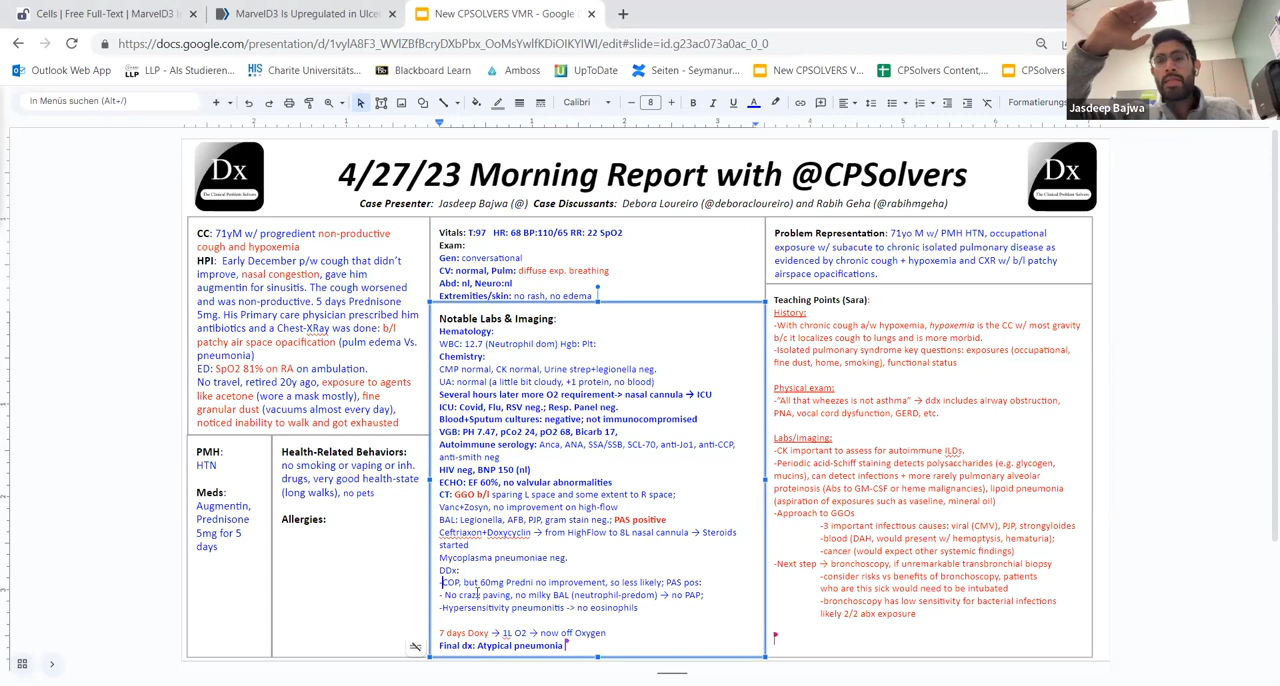 Cells | Free Full-Text | MarvelD3 I
MarvelD3 Is Upregulated in Ulce
New CPSOLVERS VMR - Google
https://docs.google.com/presentation/d/1vylA8F3_WVIZBfBcryDXbPbx_OoMsYwlfKDiOIKYIWI/edit#slide=id.g23ac073a0ac_0_0
Outlook Web App
LLP - Als Studieren...
HIS Charite Universitäts...
Blackboard Learn
Amboss
UpToDate
Seiten - Seymanur...
New CPSOLVERS V...
CPSolvers Content,...
CPSolvers
In Menüs suchen (Alt+/)
Calibri
8
Formatierung
Jasdeep Bajwa
2 1 1 2 3
Dx
The Clinical Problem Solvers
4/27/23 Morning Report with @CPSolvers
Case Presenter: Jasdeep Bajwa (@) Case Discussants: Debora Loureiro (@deboracloureiro) and Rabih Geha (@rabihmgeha)
Dx
The Clinical Problem Solvers
CC: 71yM w/ progredient non-productive
cough and hypoxemia
HPI: Early December p/w cough that didn't
improve, nasal congestion, gave him
augmentin for sinusitis. The cough worsened
and was non-productive. 5 days Prednisone
5mg. His Primary care physician prescribed him
antibiotics and a Chest-XRay was done: b/l
patchy air space opacification (pulm edema Vs.
pneumonia)
ED: SpO2 81% on RA on ambulation.
No travel, retired 20y ago, exposure to agents
like acetone (wore a mask mostly), fine
granular dust (vacuums almost every day),
noticed inability to walk and got exhausted
PMH:
HTN
Meds:
Augmentin,
Prednisone
5mg for 5
days
Health-Related Behaviors:
no smoking or vaping or inh.
drugs, very good health-state
(long walks), no pets
Allergies:
Vitals: T:97 HR: 68 BP:110/65 RR: 22 SpO2
Exam:
Gen: conversational
CV: normal, Pulm: diffuse exp. breathing
Abd: nl, Neuro:nl
Extremities/skin: no rash, no edema
Notable Labs & Imaging:
Hematology:
WBC: 12.7 (Neutrophil dom) Hgb: Plt:
Chemistry:
CMP normal, CK normal, Urine strep+legionella neg.
UA: normal (a little bit cloudy, +1 protein, no blood)
Several hours later more O2 requirement-> nasal cannula → ICU
ICU: Covid, Flu, RSV neg.; Resp. Panel neg.
Blood+Sputum cultures: negative; not immunocompromised
VGB: PH 7.47, pCo2 24, pO2 68, Bicarb 17,
Autoimmune serology: Anca, ANA, SSA/SSB, SCL-70, anti-Jo1, anti-CCP,
anti-smith neg
HIV neg, BNP 150 (nl)
ECHO: EF 60%, no valvular abnormalities
CT: GGO b/l sparing L space and some extent to R space;
Vanc+Zosyn, no improvement on high-flow
BAL: Legionella, AFB, PJP, gram stain neg.; PAS positive
Ceftriaxon+Doxycyclin → from HighFlow to 8L nasal cannula → Steroids
started
Mycoplasma pneumoniae neg.
DDx:
-COP, but 60mg Predni no improvement, so less likely; PAS pos:
- No crazy paving, no milky BAL (neutrophil-predom) → no PAP;
-Hypersensitivity pneumonitis -> no eosinophils
7 days Doxy → 1L O2 → now off Oxygen
Final dx: Atypical pneumonia
Problem Representation: 71yo M w/ PMH HTN, occupational
exposure w/ subacute to chronic isolated pulmonary disease as
evidenced by chronic cough + hypoxemia and CXR w/ b/l patchy
airspace opacifications.
Teaching Points (Sara):
History:
-With chronic cough a/w hypoxemia, hypoxemia is the CC w/ most gravity
b/c it localizes cough to lungs and is more morbid.
-Isolated pulmonary syndrome key questions: exposures (occupational,
fine dust, home, smoking), functional status
Physical exam:
-"All that wheezes is not asthma" → ddx includes airway obstruction,
PNA, vocal cord dysfunction, GERD, etc.
Labs/imaging:
-CK important to assess for autoimmune ILDs.
-Periodic acid-Schiff staining detects polysaccharides (e.g. glycogen,
mucins), can detect infections + more rarely pulmonary alveolar
proteinosis (Abs to GM-CSF or heme malignancies), lipoid pneumonia
(aspiration of exposures such as vaseline, mineral oil)
-Approach to GGOs
-3 important infectious causes: viral (CMV), PJP, strongyloides
-blood (DAH, would present w/ hemoptysis, hematuria);
-cancer (would expect other systemic findings)
-Next step → bronchoscopy, if unremarkable transbronchial biopsy
-consider risks vs benefits of bronchoscopy, patients
who are this sick would need to be intubated
-bronchoscopy has low sensitivity for bacterial infections
likely 2/2 abx exposure